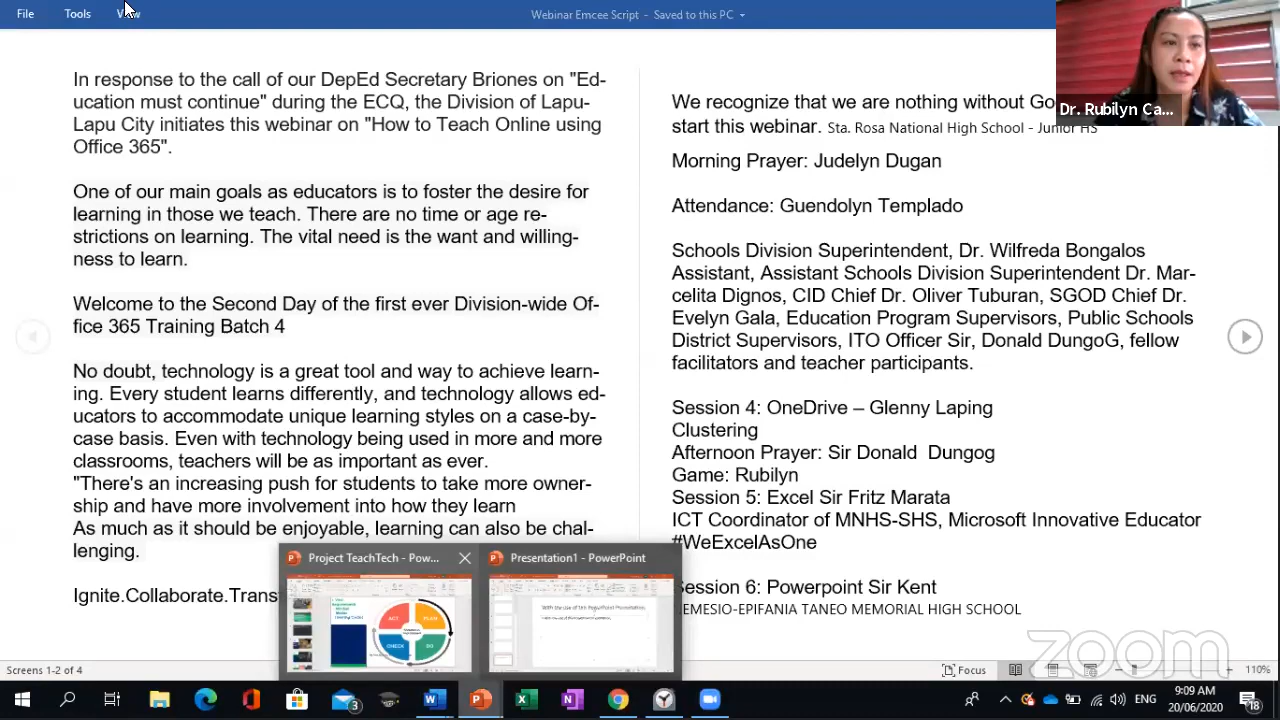 File Tools View
Webinar Emcee Script - Saved to this PC
Dr. Rubilyn Ca...
In response to the call of our DepEd Secretary Briones on "Ed-
ucation must continue" during the ECQ, the Division of Lapu-
Lapu City initiates this webinar on "How to Teach Online using
Office 365".
One of our main goals as educators is to foster the desire for
learning in those we teach. There are no time or age re-
strictions on learning. The vital need is the want and willing-
ness to learn.
Welcome to the Second Day of the first ever Division-wide Of-
fice 365 Training Batch 4
No doubt, technology is a great tool and way to achieve learn-
ing. Every student learns differently, and technology allows ed-
ucators to accommodate unique learning styles on a case-by-
case basis. Even with technology being used in more and more
classrooms, teachers will be as important as ever.
"There's an increasing push for students to take more owner-
ship and have more involvement into how they learn
As much as it should be enjoyable, learning can also be chal-
lenging.
Ignite.Collaborate.Trans
We recognize that we are nothing without Go
start this webinar. Sta. Rosa National High School - Junior HS
Morning Prayer: Judelyn Dugan
Attendance: Guendolyn Templado
Schools Division Superintendent, Dr. Wilfreda Bongalos
Assistant, Assistant Schools Division Superintendent Dr. Mar-
celita Dignos, CID Chief Dr. Oliver Tuburan, SGOD Chief Dr.
Evelyn Gala, Education Program Supervisors, Public Schools
District Supervisors, ITO Officer Sir, Donald DungoG, fellow
facilitators and teacher participants.
Session 4: OneDrive – Glenny Laping
Clustering
Afternoon Prayer: Sir Donald Dungog
Game: Rubilyn
Session 5: Excel Sir Fritz Marata
ICT Coordinator of MNHS-SHS, Microsoft Innovative Educator
#WeExcelAsOne
Session 6: Powerpoint Sir Kent
EMESIO-EPIFANIA TANEO MEMORIAL HIGH SCHOOL
Project TeachTech - Pow...
Presentation1 - PowerPoint
ACT PLAN
CHECK DO
zoom
Screens 1-2 of 4
Focus
110%
3
ENG
9:09 AM
20/06/2020
18